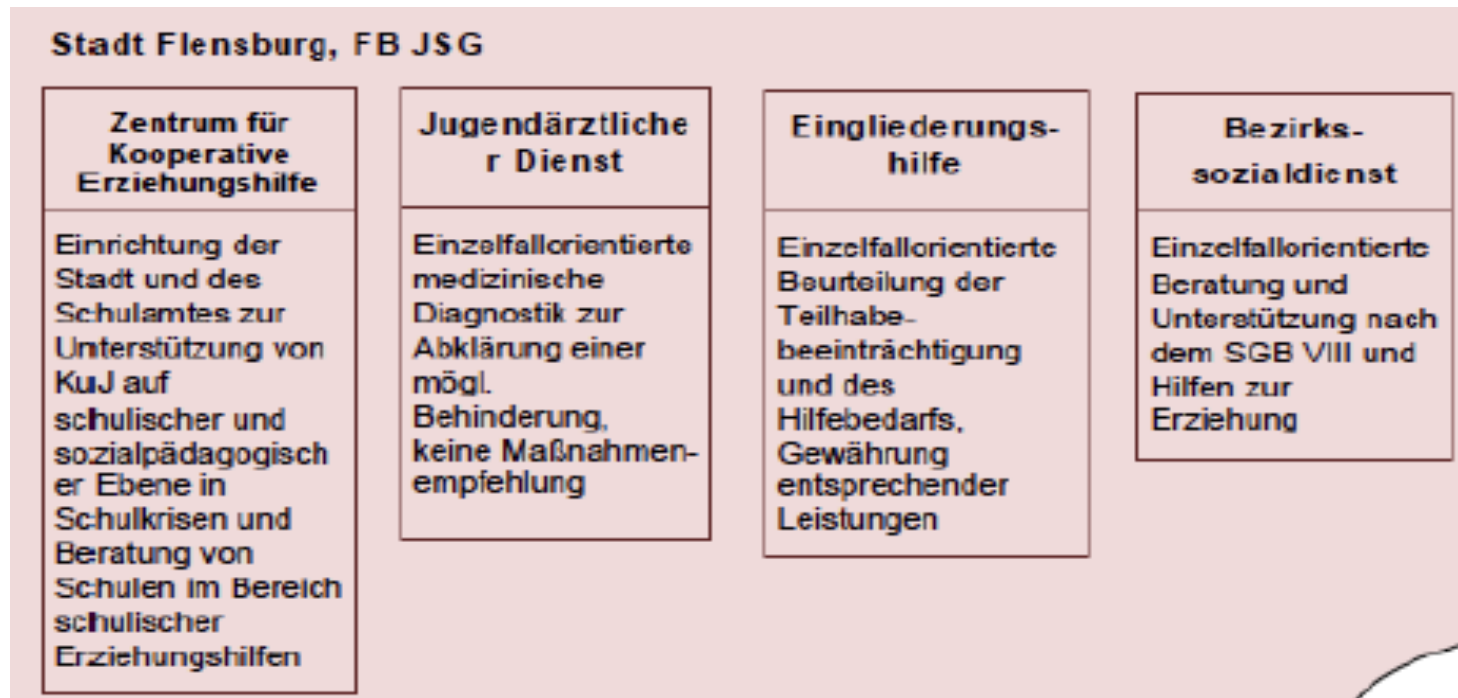 Stadt Flensburg, FB JSG
Zentrum für
Kooperative
Erziehungshilfe
Einrichtung der
Stadt und des
Schulamtes zur
Unterstützung von
KuJ auf
schulischer und
sozialpädagogisch
er Ebene in
Schulkrisen und
Beratung von
Schulen im Bereich
schulischer
Erziehungshilfen
Jugendärztliche
r Dienst
Einzelfallorientierte
medizinische
Diagnostik zur
Abklärung einer
mögl.
Behinderung,
keine Maßnahmen-
empfehlung
Eingliederungs-
hilfe
Einzelfallorientierte
Beurteilung der
Teilhabe-
beeinträchtigung
und des
Hilfebedarfs,
Gewährung
entsprechender
Leistungen
Bezirks-
sozialdienst
Einzelfallorientierte
Beratung und
Unterstützung nach
dem SGB VIII und
Hilfen zur
Erziehung